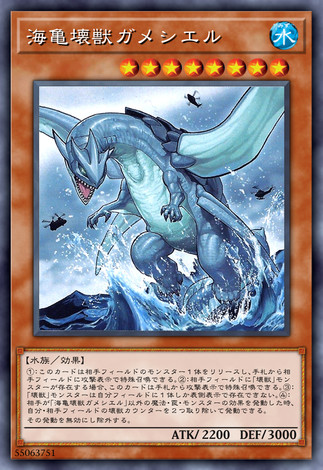 海亀壊獣ガメシエル
水
【水族／効果】
①:このカードは相手フィールドのモンスター１体をリリースし、手札から相
手フィールドに攻撃表示で特殊召喚できる。②:相手フィールドに「壊獣」モン
スターが存在する場合、このカードは手札から攻撃表示で特殊召喚できる。③:
「壊獣」モンスターは自分フィールドに１体しか表側表示で存在できない。④:
相手が「海亀壊獣ガメシエル」以外の魔法・罠・モンスターの効果を発動した時、
自分・相手フィールドの壊獣カウンターを２つ取り除いて発動できる。
その発動を無効にし除外する。
ATK/ 2200 DEF/3000
55063751